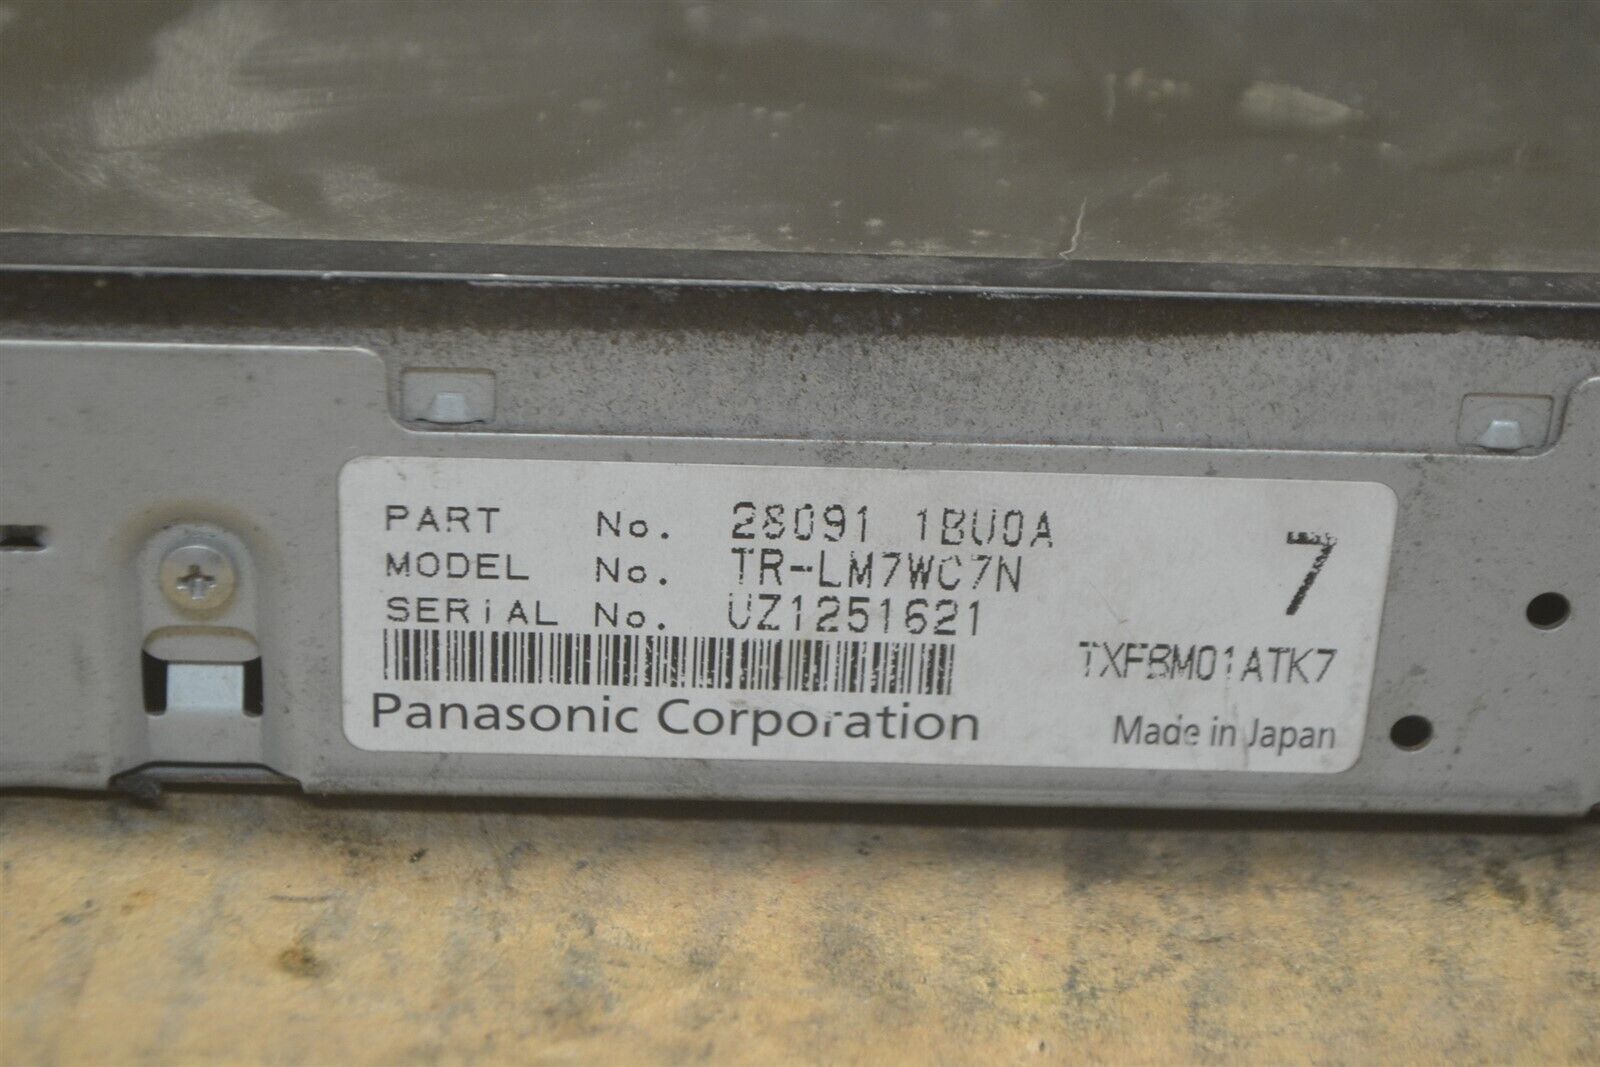 PART No. 28091 1BU0A
MODEL No. TR-LM7WC7N
SERIAL No. UZ1251621
7
TXFBM01ATK7
Panasonic Corporation
Made in Japan